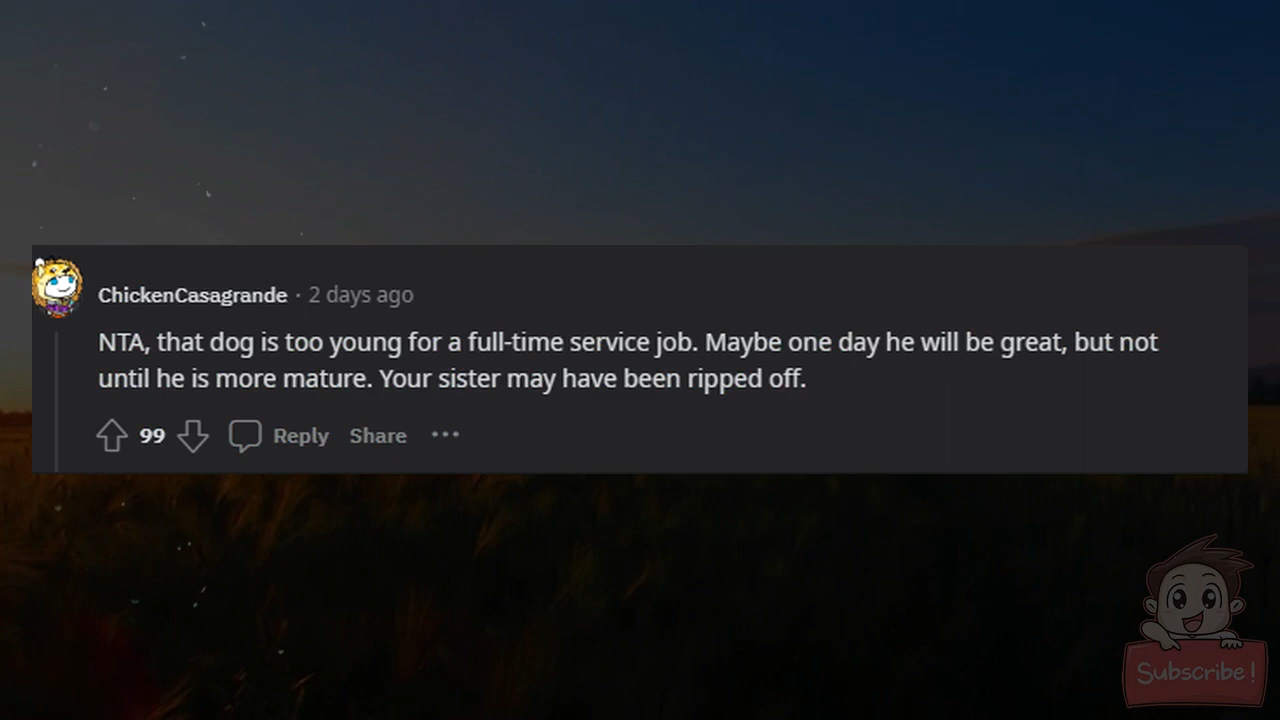 ChickenCasagrande · 2 days ago
NTA, that dog is too young for a full-time service job. Maybe one day he will be great, but not
until he is more mature. Your sister may have been ripped off.
99 Reply Share ···
Subscribe!